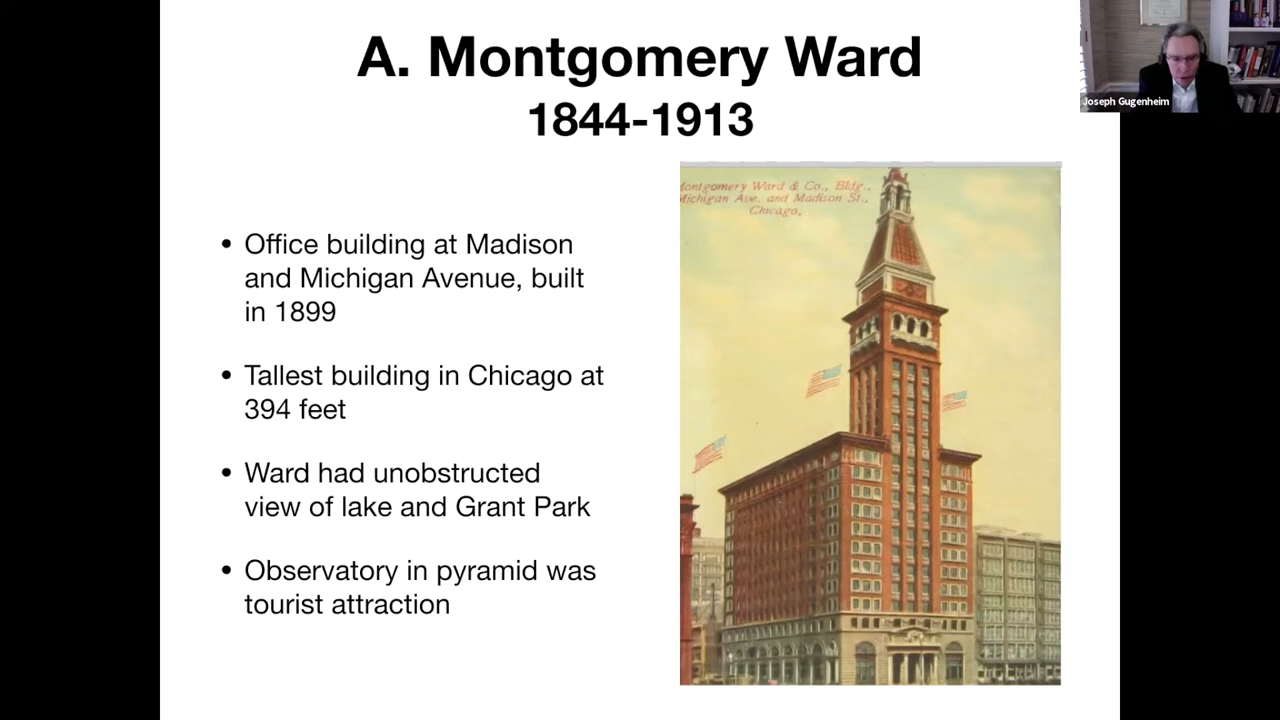 A. Montgomery Ward
1844-1913
Joseph Gugenheim
• Office building at Madison
and Michigan Avenue, built
in 1899
• Tallest building in Chicago at
394 feet
• Ward had unobstructed
view of lake and Grant Park
• Observatory in pyramid was
tourist attraction
ontgomery Ward & Co., Bldg.,
Michigan Ave. and Madison St.,
Chicago,